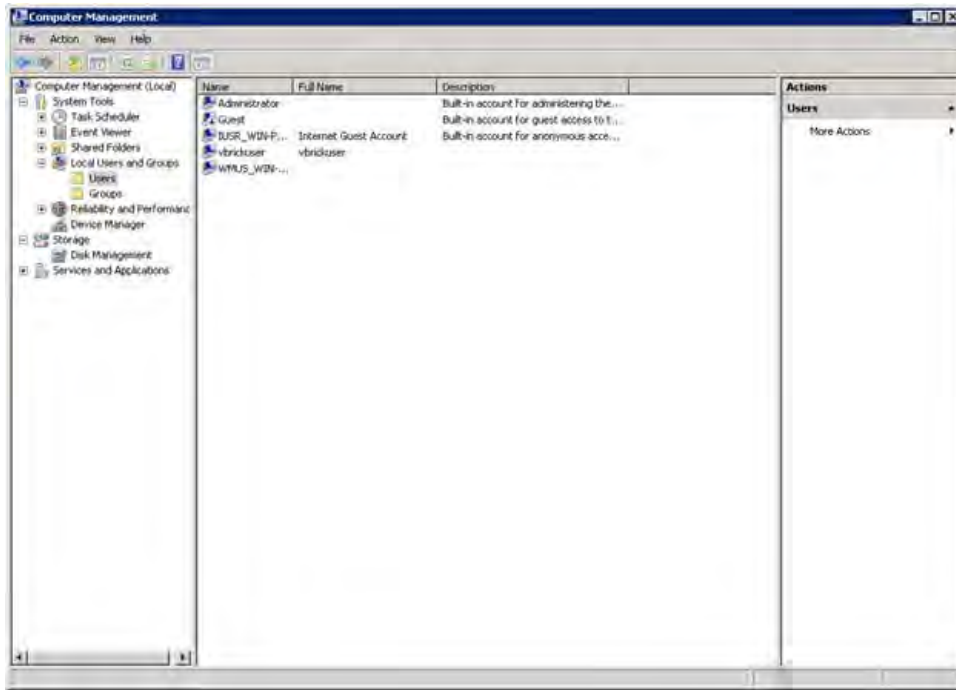 Computer Management
File Action View Help
Computer Management (Local)
System Tools
Task Scheduler
Event Viewer
Shared Folders
Local Users and Groups
Users
Groups
Reliability and Performanc
Device Manager
Storage
Disk Management
Services and Applications
Name Full Name Description
Administrator Built-in account for administering the...
Guest Built-in account for guest access to t...
IUSR_WIN-P... Internet Guest Account Built-in account for anonymous acce...
vbrickuser vbrickuser
WMUS_WIN-...
Actions
Users
More Actions